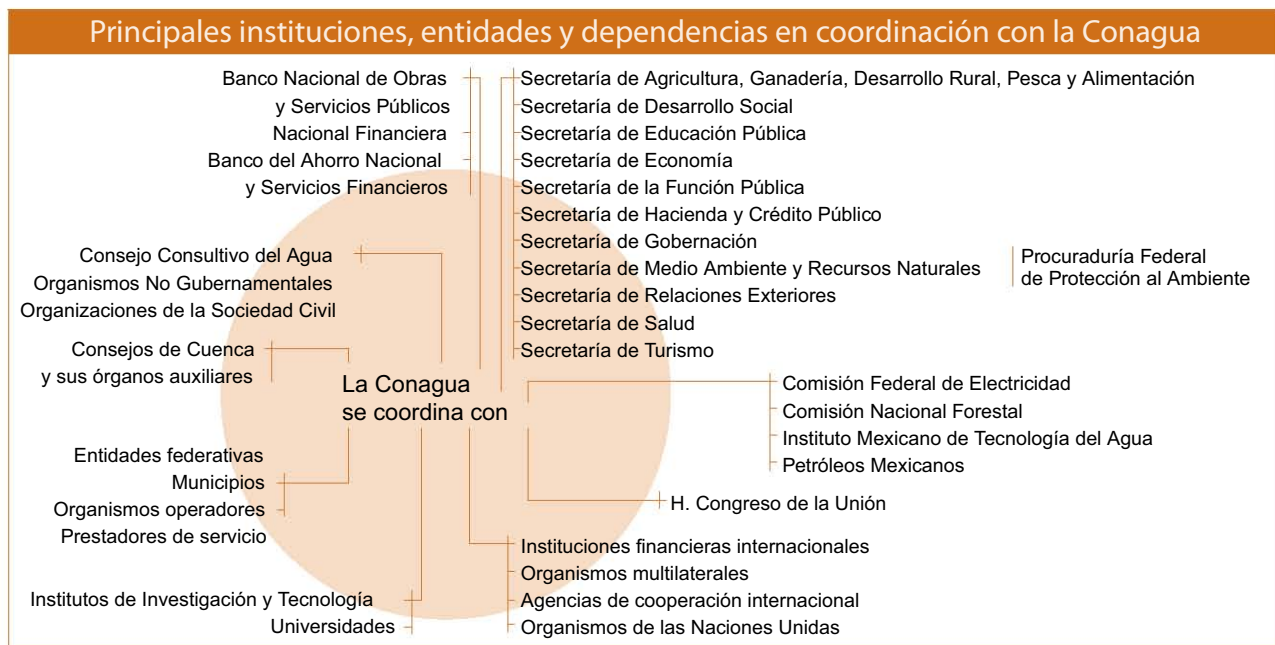 Principales instituciones, entidades y dependencias en coordinación con la Conagua
Banco Nacional de Obras
y Servicios Públicos
Nacional Financiera
Banco del Ahorro Nacional
y Servicios Financieros
Secretaría de Agricultura, Ganadería, Desarrollo Rural, Pesca y Alimentación
Secretaría de Desarrollo Social
Secretaría de Educación Pública
Secretaría de Economía
Secretaría de la Función Pública
Secretaría de Hacienda y Crédito Público
Secretaría de Gobernación
Secretaría de Medio Ambiente y Recursos Naturales
Secretaría de Relaciones Exteriores
Secretaría de Salud
Secretaría de Turismo
Procuraduría Federal
de Protección al Ambiente
Consejo Consultivo del Agua
Organismos No Gubernamentales
Organizaciones de la Sociedad Civil
Consejos de Cuenca
y sus órganos auxiliares
La Conagua
se coordina con
Comisión Federal de Electricidad
Comisión Nacional Forestal
Instituto Mexicano de Tecnología del Agua
Petróleos Mexicanos
Entidades federativas
Municipios
Organismos operadores
Prestadores de servicio
H. Congreso de la Unión
Instituciones financieras internacionales
Organismos multilaterales
Agencias de cooperación internacional
Organismos de las Naciones Unidas
Institutos de Investigación y Tecnología
Universidades